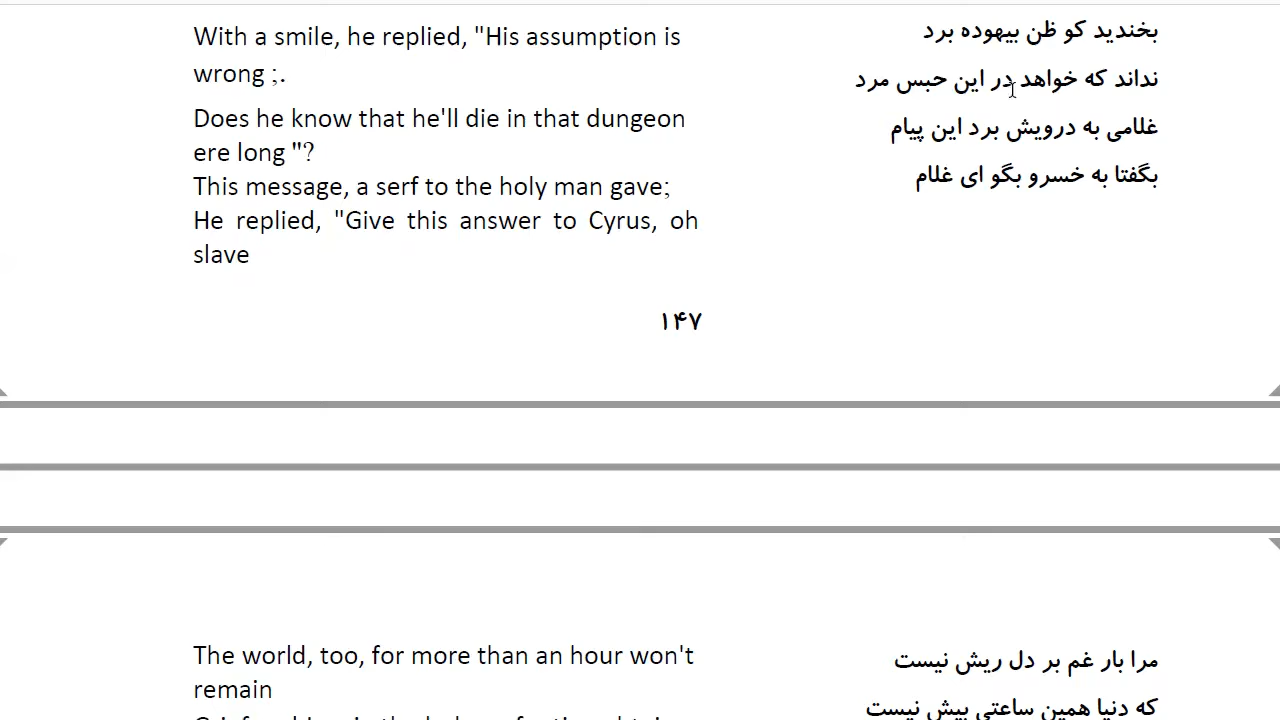 With a smile, he replied, "His assumption is
wrong ;.
Does he know that he'll die in that dungeon
ere long "?
This message, a serf to the holy man gave;
He replied, "Give this answer to Cyrus, oh
slave
بخندید کو ظن بیهوده برد
نداند که خواهد در این حبس مرد
غلامی به درویش برد این پیام
بگفتا به خسرو بگو ای غلام
۱۴۷
The world, too, for more than an hour won't
remain
مرا بار غم بر دل ریش نیست
که دنیا همین ساعتی بیش نیست